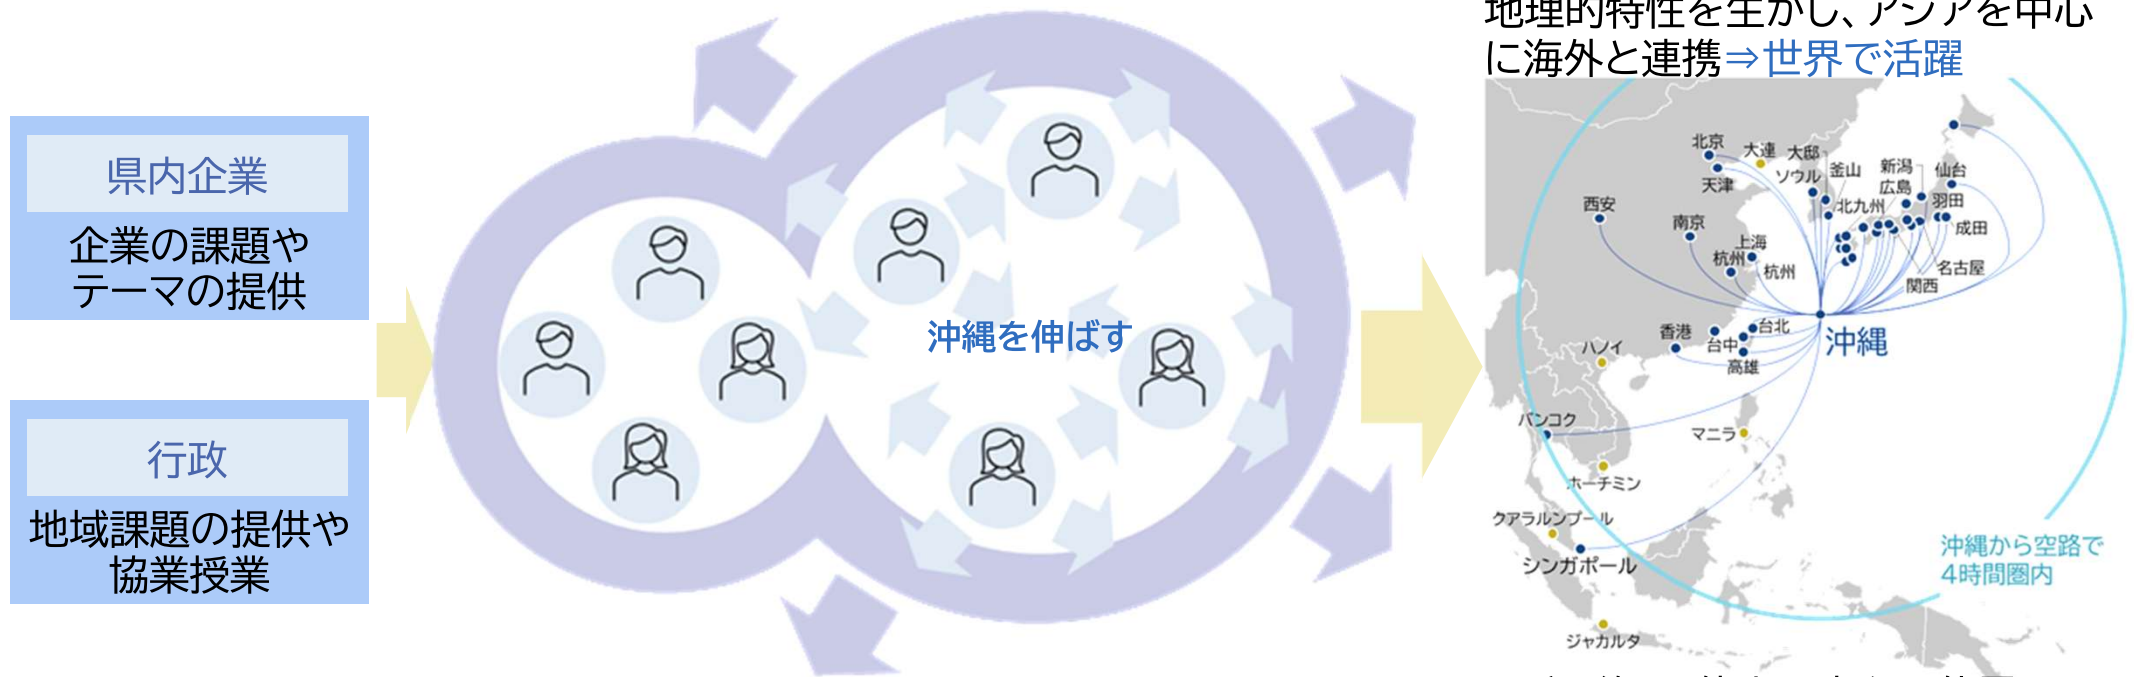 県内企業
企業の課題や
テーマの提供
行政
地域課題の提供や
協業授業
沖縄を伸ばす
地理的特性を生かし、アジアを中心
に海外と連携⇒世界で活躍
北京
大連
大邸
ソウル
釜山
新潟
仙台
天津
広島
西安
北九州
羽田
南京
成田
上海
杭州
杭州
名古屋
関西
香港
台北
台中
沖縄
ハノイ
高雄
バンコク
マニラ
ホーチミン
クアラルンプール
シンガポール
沖縄から空路で
4時間圏内
ジャカルタ